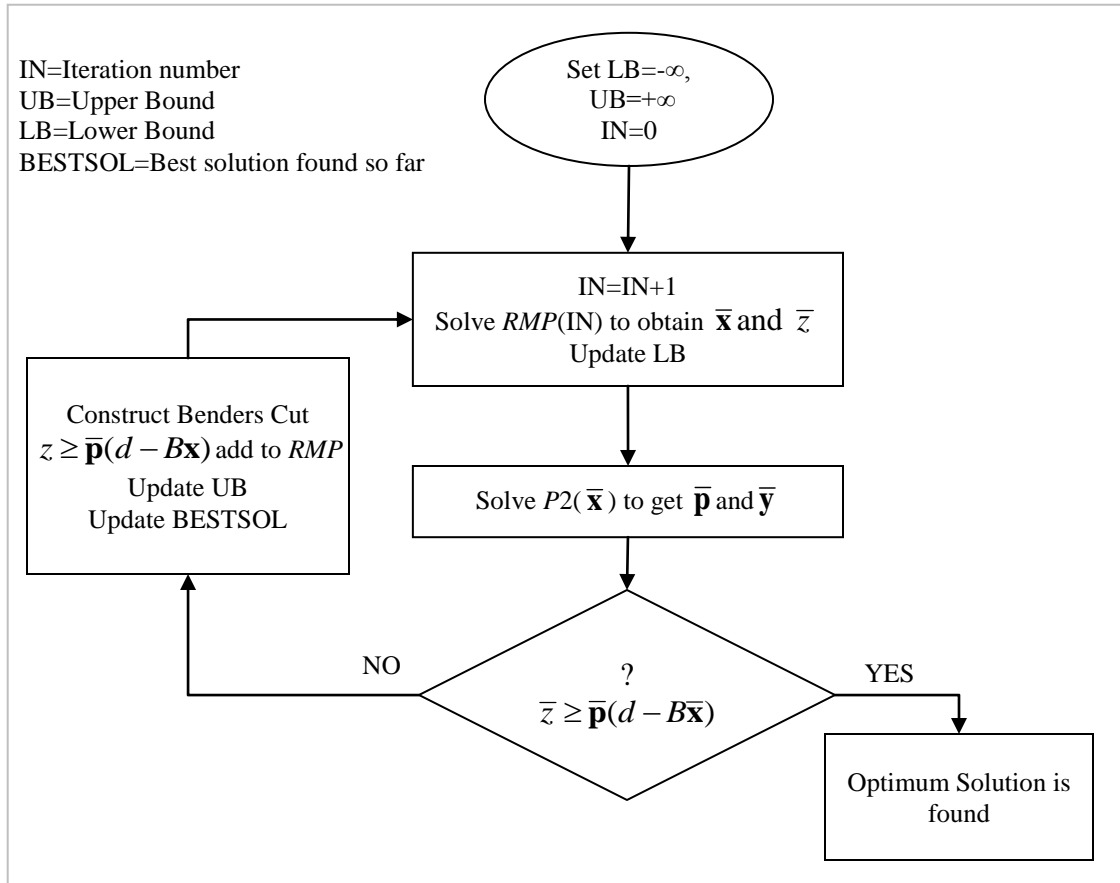 IN=Iteration number
UB=Upper Bound
LB=Lower Bound
BESTSOL=Best solution found so far
Set LB=-∞,
UB=+∞
IN=0
IN=IN+1
Solve RMP(IN) to obtain x̄ and z̄
Update LB
Solve P2(x̄) to get p̄ and ȳ
?
z̄ ≥ p̄(d − Bx̄)
NO
YES
Construct Benders Cut
z ≥ p̄(d − Bx) add to RMP
Update UB
Update BESTSOL
Optimum Solution is
found